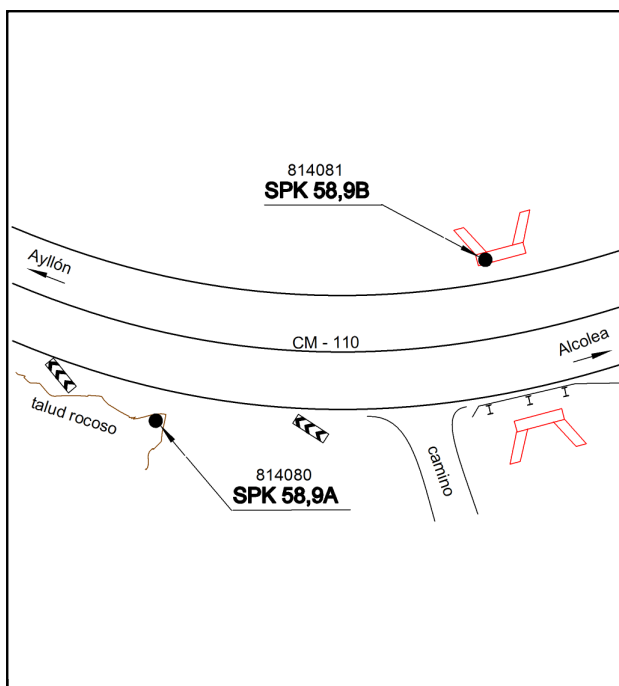 814081
SPK 58,9B
Ayllón
CM - 110
Alcolea
talud rocoso
camino
814080
SPK 58,9A